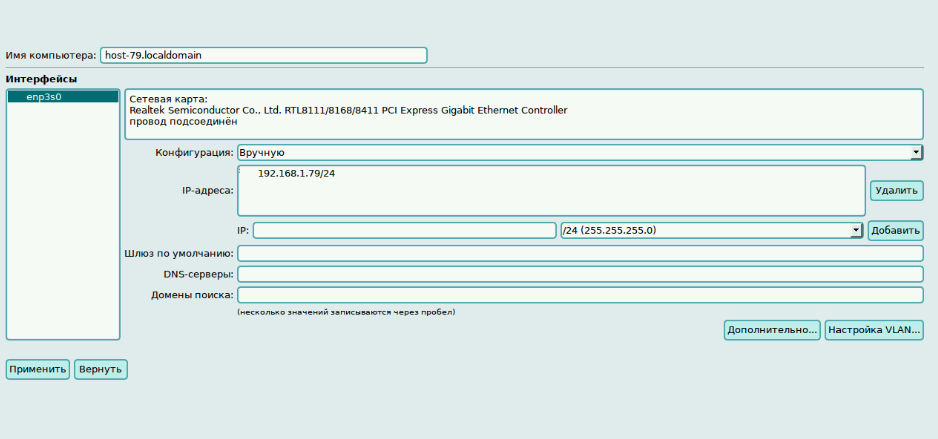 Имя компьютера: host-79.localdomain
Интерфейсы
enp3s0
Сетевая карта:
Realtek Semiconductor Co., Ltd. RTL8111/8168/8411 PCI Express Gigabit Ethernet Controller
провод подсоединён
Конфигурация: Вручную
192.168.1.79/24
IP-адреса: Удалить
IP: /24 (255.255.255.0) Добавить
Шлюз по умолчанию:
DNS-серверы:
Домены поиска:
(несколько значений записываются через пробел)
Дополнительно... Настройка VLAN...
Применить Вернуть